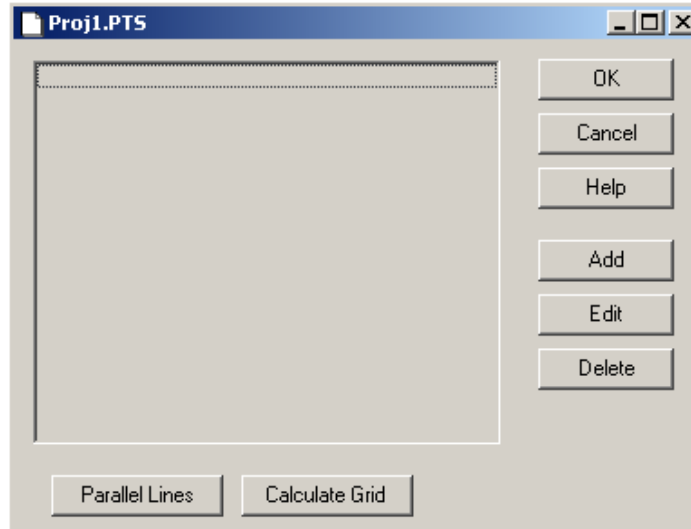 Proj1.PTS
OK
Cancel
Help
Add
Edit
Delete
Parallel Lines
Calculate Grid